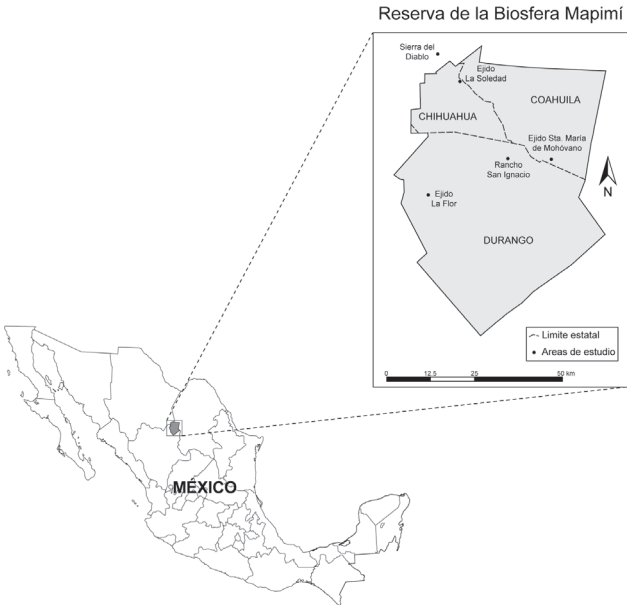 Reserva de la Biosfera Mapimí
Sierra del
Diablo
Ejido
La Soledad
COAHUILA
CHIHUAHUA
Ejido Sta. María
de Mohóvano
Rancho
San Ignacio
N
Ejido
La Flor
DURANGO
Limite estatal
Areas de estudio
0 12.5 25 50 km
MÉXICO